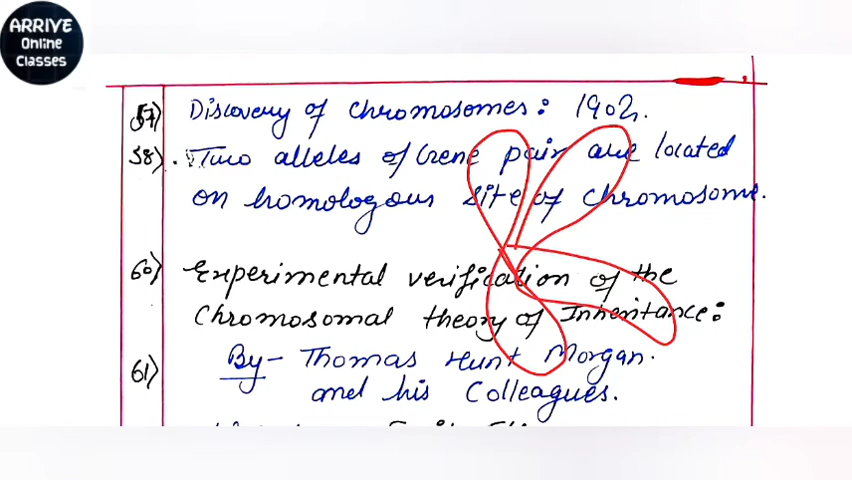 ARRIVE
Online
Classes
57) Discovery of chromosomes: 1902.
58). Two alleles of Gene pair are located
on homologous site of chromosome.
60) Experimental verification of the
Chromosomal theory of Inheritance:
61) By- Thomas Hunt Morgan.
and his Colleagues.